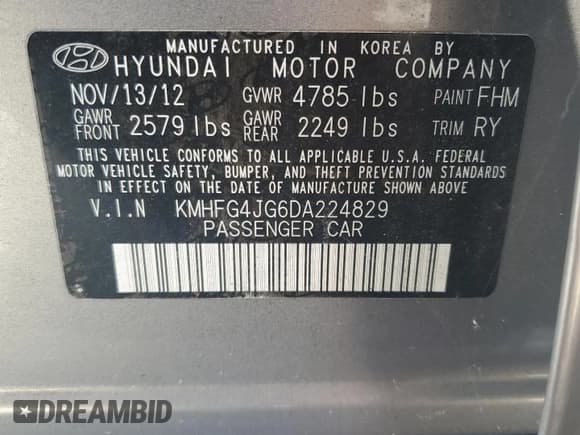 MANUFACTURED IN KOREA BY
HYUNDAI MOTOR COMPANY
NOV/13/12 GVWR 4785 lbs PAINT FHM
GAWR FRONT 2579 lbs GAWR REAR 2249 lbs TRIM RY
THIS VEHICLE CONFORMS TO ALL APPLICABLE U.S.A. FEDERAL
MOTOR VEHICLE SAFETY, BUMPER, AND THEFT PREVENTION STANDARDS
IN EFFECT ON THE DATE OF MANUFACTURE SHOWN ABOVE
V.I.N KMHFG4JG6DA224829
PASSENGER CAR
DREAMBID